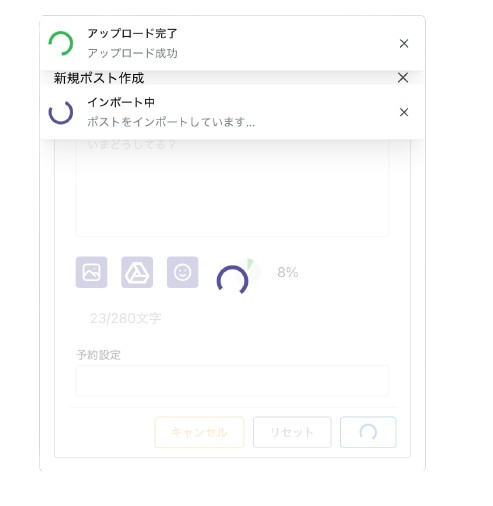 アップロード完了
アップロード成功
新規ポスト作成
インポート中
ポストをインポートしています...
いまどうしてる？
8%
23/280文字
予約設定
キャンセル
リセット